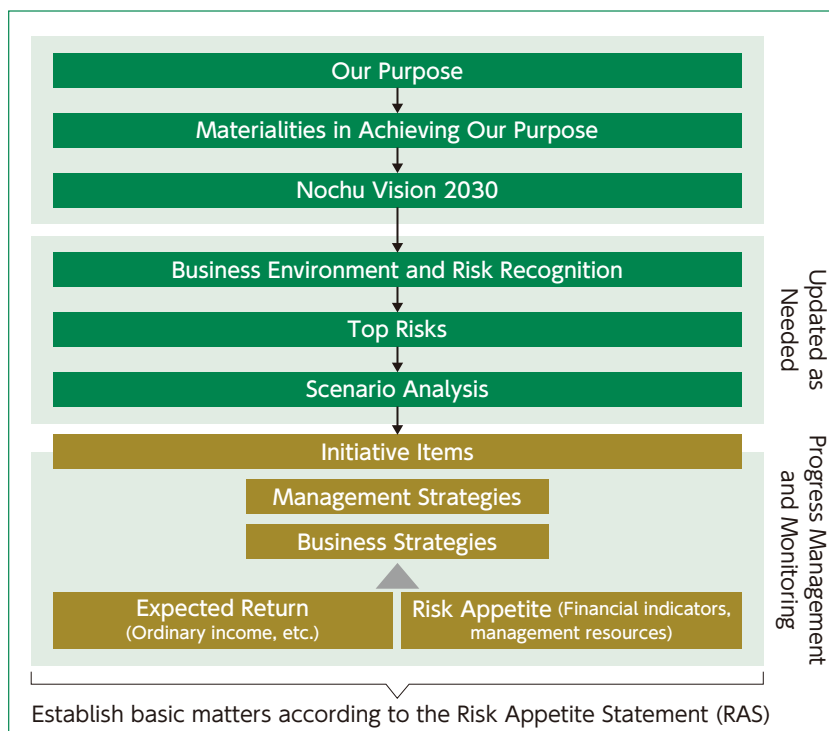 Our Purpose
Materialities in Achieving Our Purpose
Nochu Vision 2030
Business Environment and Risk Recognition
Top Risks
Scenario Analysis
Updated as
Needed
Initiative Items
Management Strategies
Business Strategies
Expected Return
(Ordinary income, etc.)
Risk Appetite (Financial indicators,
management resources)
Progress Management
and Monitoring
Establish basic matters according to the Risk Appetite Statement (RAS)